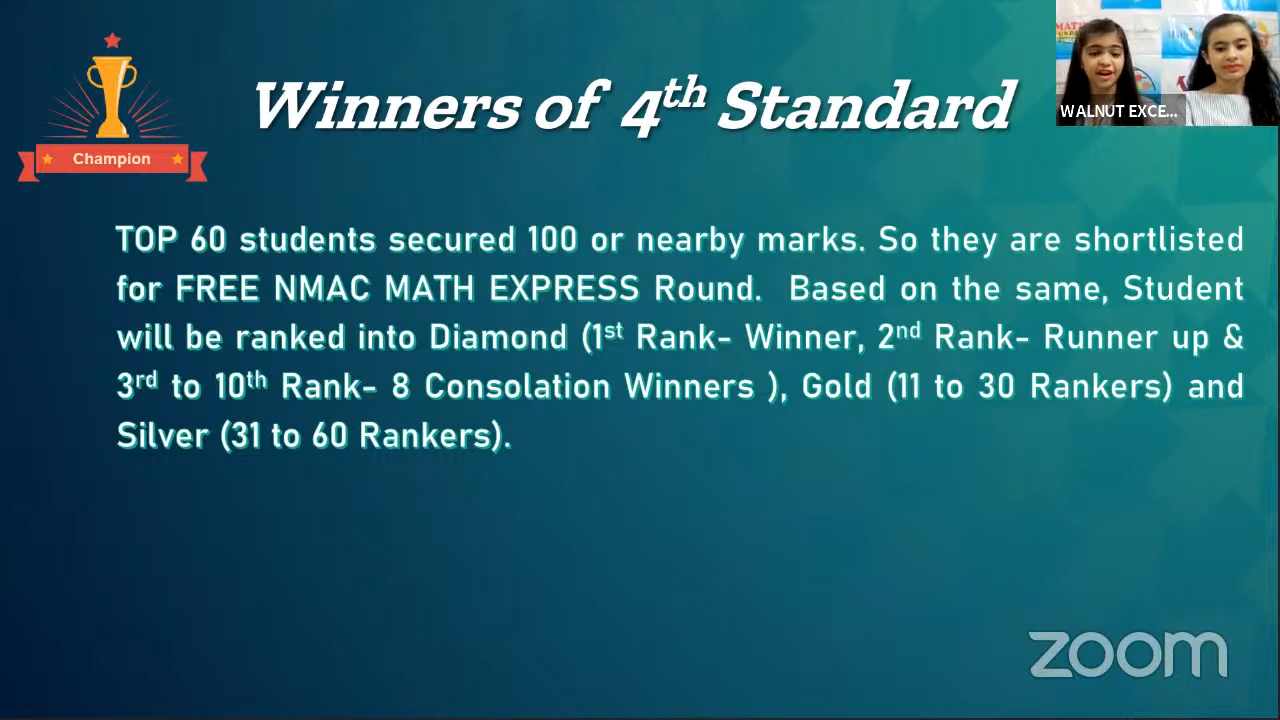 Winners of 4th Standard
Champion
WALNUT EXCE...
TOP 60 students secured 100 or nearby marks. So they are shortlisted
for FREE NMAC MATH EXPRESS Round. Based on the same, Student
will be ranked into Diamond (1st Rank- Winner, 2nd Rank- Runner up &
3rd to 10th Rank- 8 Consolation Winners ), Gold (11 to 30 Rankers) and
Silver (31 to 60 Rankers).
zoom